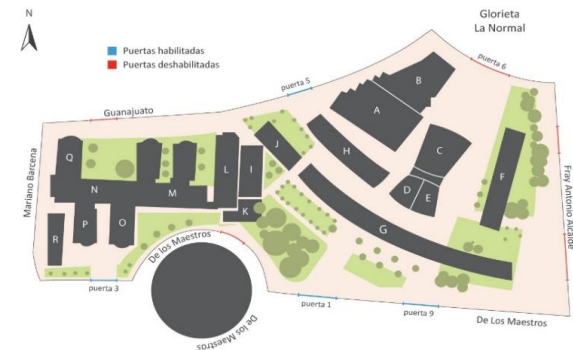 N
Glorieta
La Normal
Puertas habilitadas
Puertas deshabilitadas
puerta 6
puerta 5
Guanajuato
B
A
Q
J
C
L
I
H
F
N
M
D
E
Mariano Barcena
Fray Antonio Alcalde
K
P
O
R
G
De los Maestros
puerta 3
De los Maestros
puerta 1
puerta 9
De Los Maestros